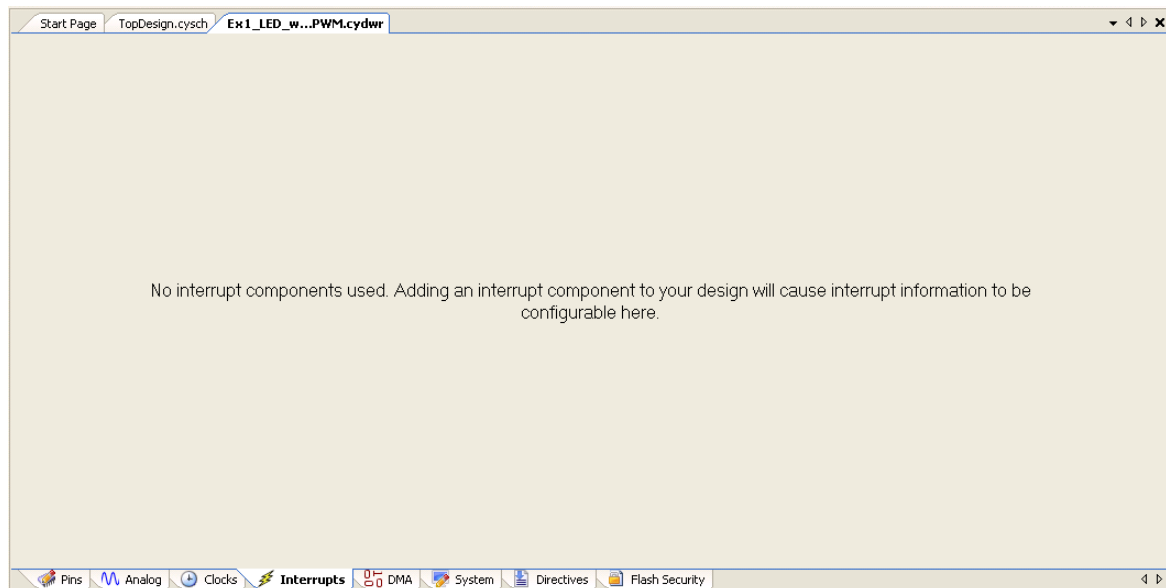 Start Page TopDesign.cysch Ex1_LED_w...PWM.cydwr
No interrupt components used. Adding an interrupt component to your design will cause interrupt information to be
configurable here.
Pins Analog Clocks Interrupts DMA System Directives Flash Security